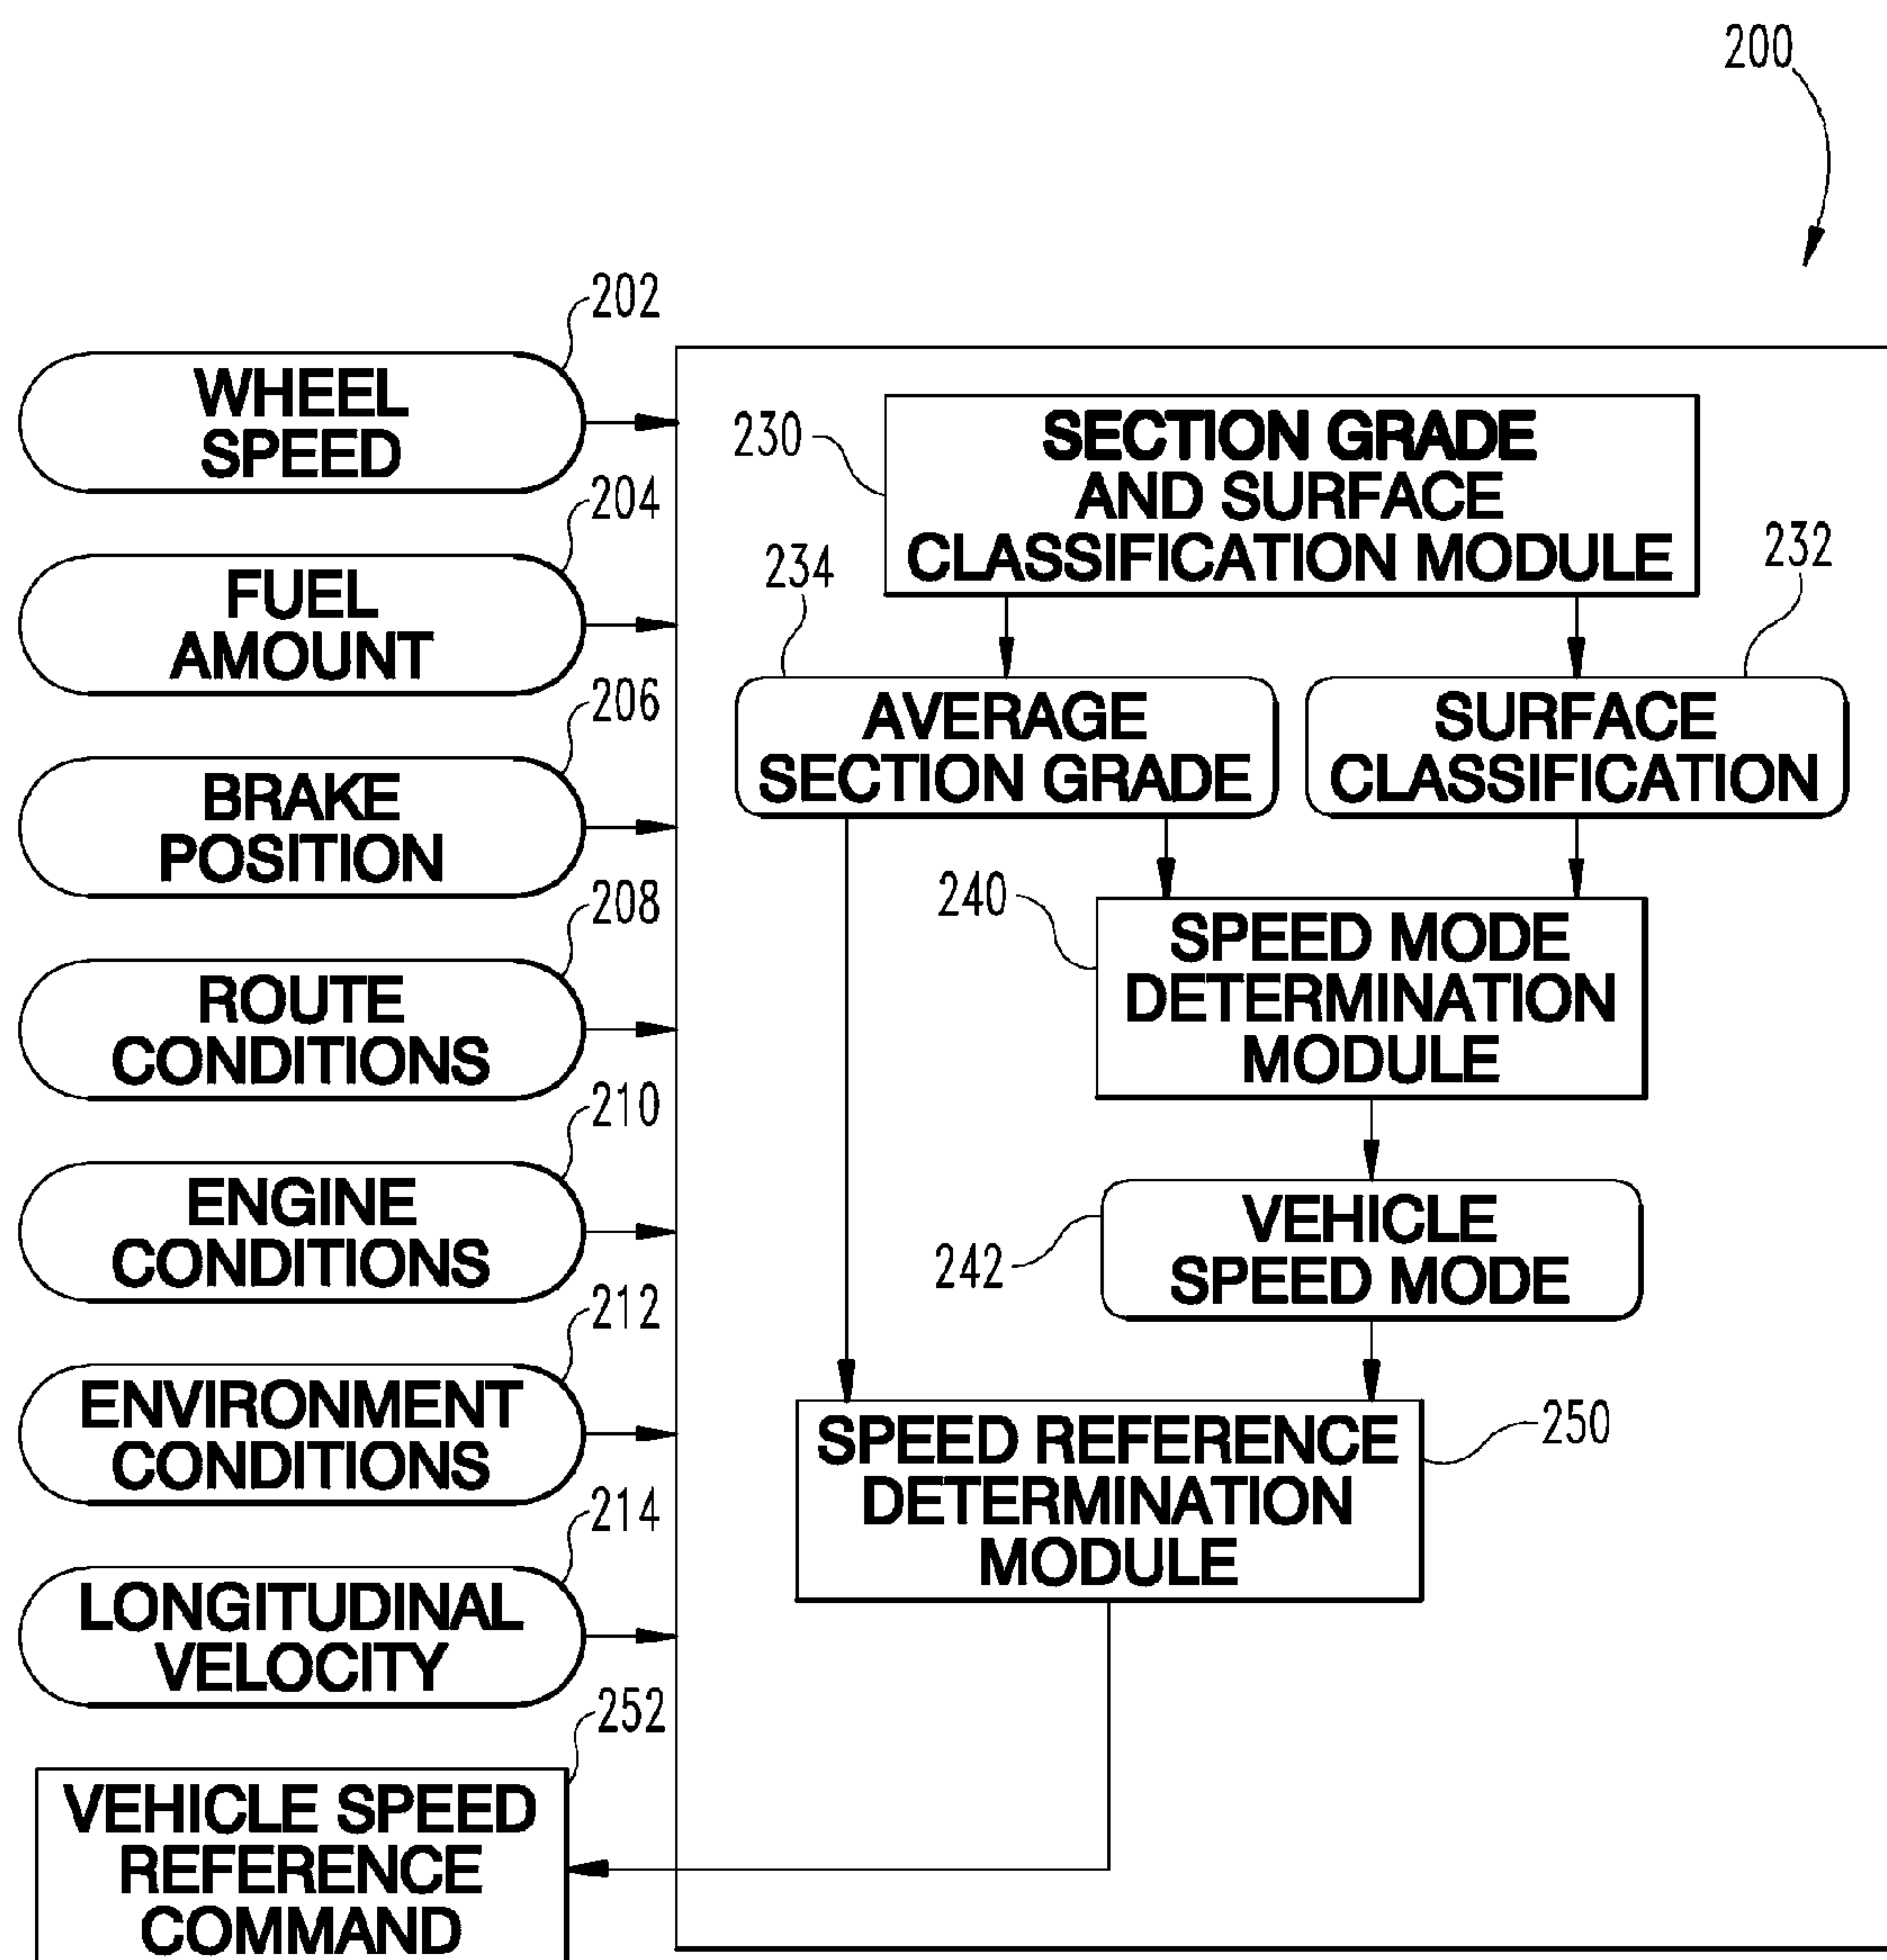 200
202
WHEEL
SPEED
204
FUEL
AMOUNT
206
BRAKE
POSITION
208
ROUTE
CONDITIONS
210
ENGINE
CONDITIONS
212
ENVIRONMENT
CONDITIONS
214
LONGITUDINAL
VELOCITY
252
VEHICLE SPEED
REFERENCE
COMMAND
230
SECTION GRADE
AND SURFACE
CLASSIFICATION MODULE
234
AVERAGE
SECTION GRADE
232
SURFACE
CLASSIFICATION
240
SPEED MODE
DETERMINATION
MODULE
242
VEHICLE
SPEED MODE
250
SPEED REFERENCE
DETERMINATION
MODULE